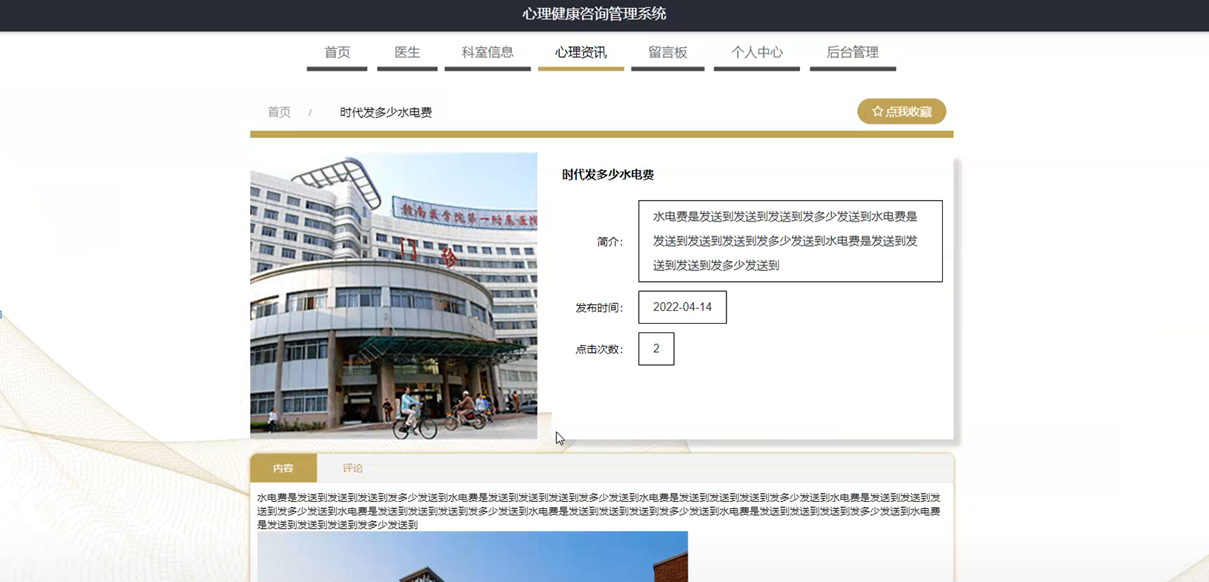 心理健康咨询管理系统
首页 医生 科室信息 心理资讯 留言板 个人中心 后台管理
首页 / 时代发多少水电费
点我收藏
赣南医学院第一附属医院
门诊
时代发多少水电费
简介：
水电费是发送到发送到发送到发多少发送到水电费是
发送到发送到发送到发多少发送到水电费是发送到发
送到发送到发多少发送到
发布时间： 2022-04-14
点击次数： 2
内容 评论
水电费是发送到发送到发送到发多少发送到水电费是发送到发送到发送到发多少发送到水电费是发送到发送到发送到发多少发送到水电费是发送到发送到发
送到发多少发送到水电费是发送到发送到发送到发多少发送到水电费是发送到发送到发送到发多少发送到水电费是发送到发送到发送到发多少发送到水电费
是发送到发送到发送到发多少发送到